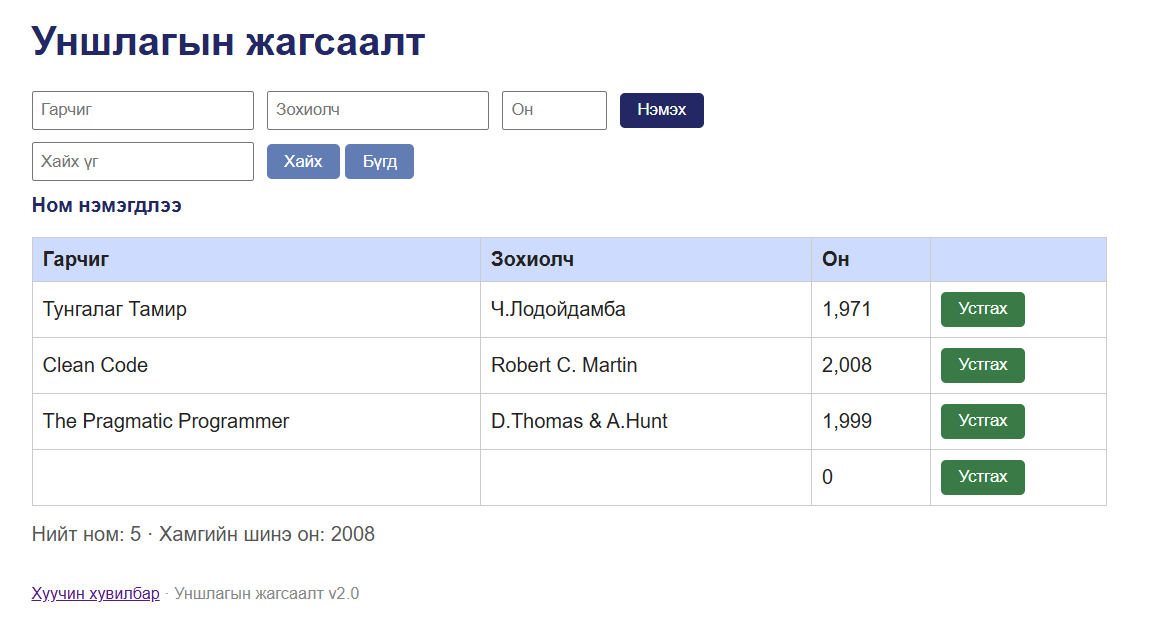 Уншлагын жагсаалт
Гарчиг Зохиолч Он Нэмэх
Хайх үг Хайх Бүгд
Ном нэмэгдлээ
Гарчиг Зохиолч Он
Тунгалаг Тамир Ч.Лодойдамба 1,971 Устгах
Clean Code Robert C. Martin 2,008 Устгах
The Pragmatic Programmer D.Thomas & A.Hunt 1,999 Устгах
0 Устгах
Нийт ном: 5 · Хамгийн шинэ он: 2008
Хуучин хувилбар · Уншлагын жагсаалт v2.0